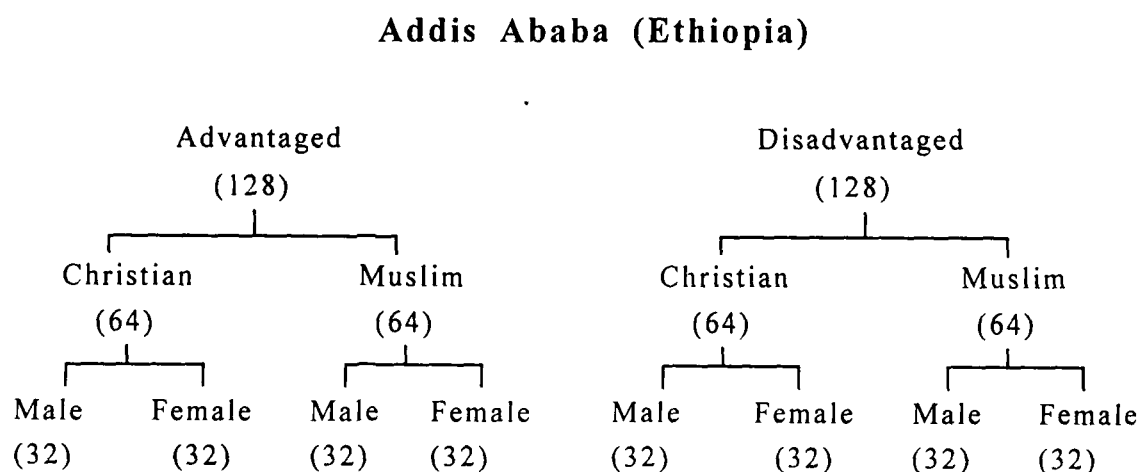 Addis Ababa (Ethiopia)
Advantaged Disadvantaged
(128) (128)
Christian Muslim Christian Muslim
(64) (64) (64) (64)
Male Female Male Female Male Female Male Female
(32) (32) (32) (32) (32) (32) (32) (32)